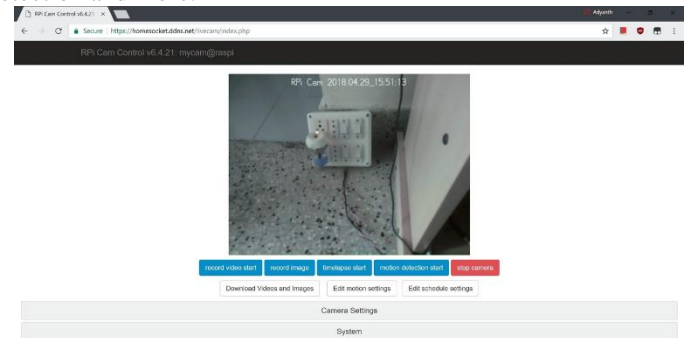 RPi Cam Control v6.4.21: ×
Adyanth
Secure | https://homesocket.ddns.net/livecam/index.php
RPi Cam Control v6.4.21: mycam@raspi
RPi Cam 2018.04.29_15:51:13
record video start record image timelapse start motion detection start stop camera
Download Videos and Images Edit motion settings Edit schedule settings
Camera Settings
System